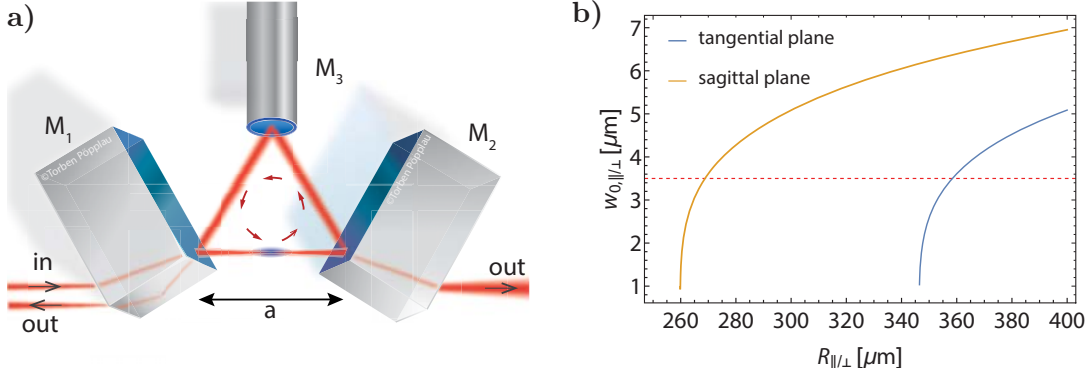 a)
M1
M3
M2
©Torben Pöpplau
©Torben Pöpplau
in
out
a
out
b)
w0,∥/⊥ [µm]
7
6
5
4
3
2
1
tangential plane
sagittal plane
260 280 300 320 340 360 380 400
R∥/⊥ [µm]